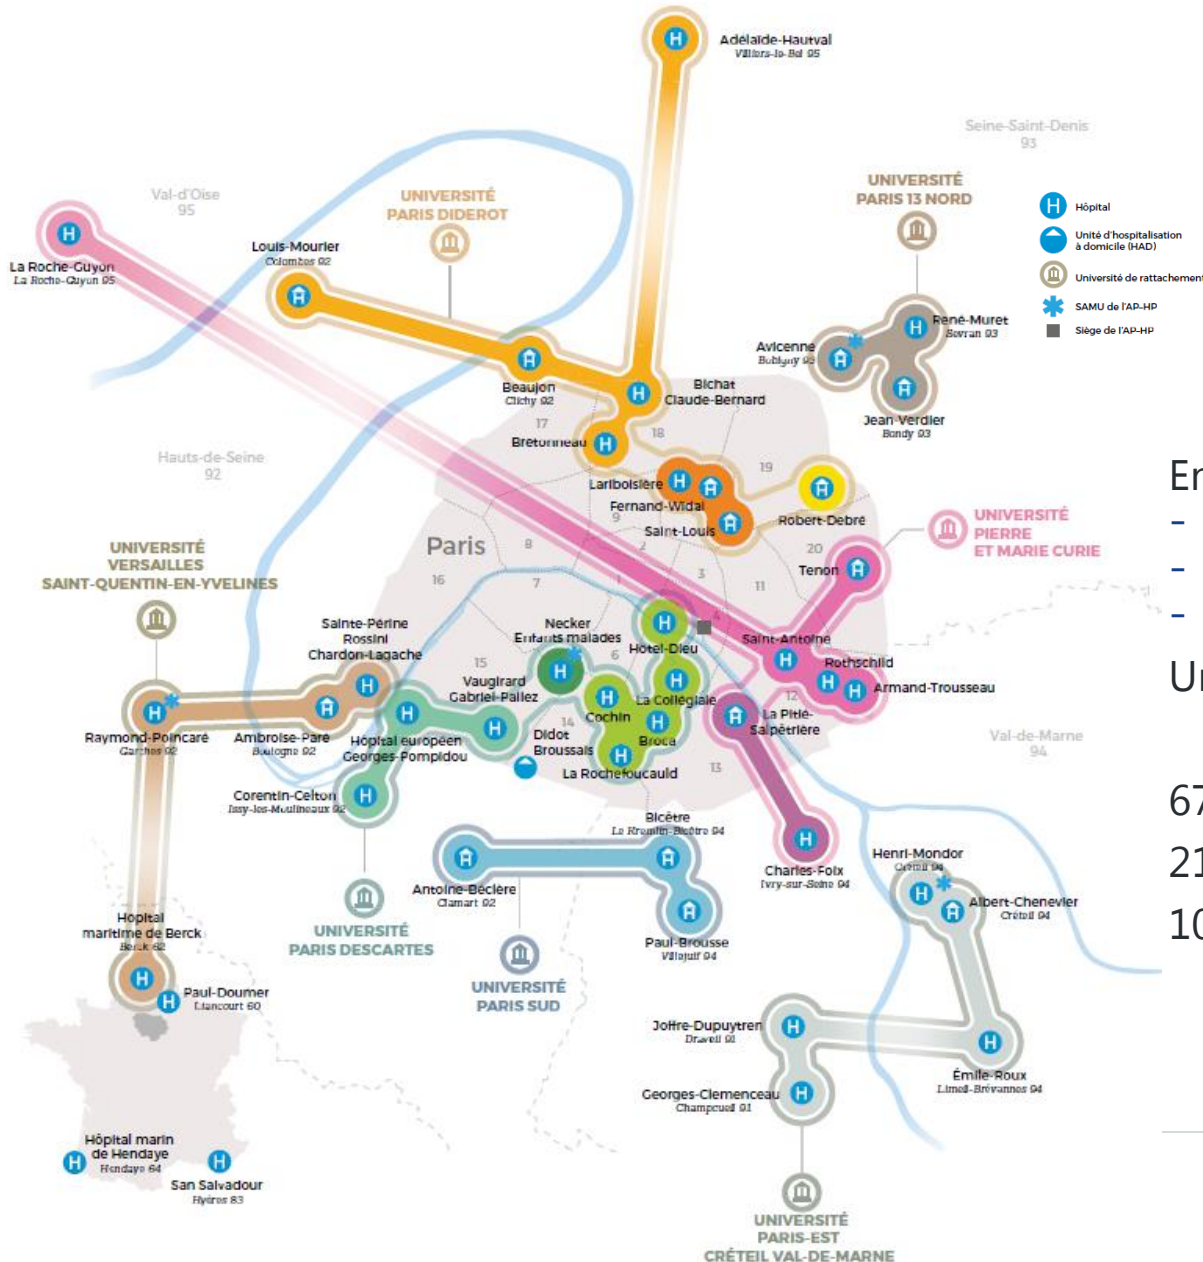 Adélaïde-Hautval
Villiers-le-Bel 95
Seine-Saint-Denis
93
Val-d'Oise
95
UNIVERSITÉ
PARIS DIDEROT
UNIVERSITÉ
PARIS 13 NORD
H Hôpital
Unité d'hospitalisation
à domicile (HAD)
Université de rattachement
SAMU de l'AP-HP
Siège de l'AP-HP
La Roche-Guyon
La Roche-Guyon 95
Louis-Mourier
Colombes 92
René-Muret
Sevran 93
Avicenne
Bobigny 93
Beaujon
Clichy 92
Bichat
Claude-Bernard
Jean-Verdier
Bondy 93
17
18
Bretonneau
19
Hauts-de-Seine
92
Lariboisière
Fernand-Widal
Saint-Louis
Robert-Debré
9
UNIVERSITÉ
PIERRE
ET MARIE CURIE
Paris
8
2
20
Tenon
16
7
1
3
11
UNIVERSITÉ
VERSAILLES
SAINT-QUENTIN-EN-YVELINES
4
Sainte-Périne
Rossini
Chardon-Lagache
Necker
Enfants malades
Hôtel-Dieu
Saint-Antoine
6
15
Rothschild
Armand-Trousseau
12
Vaugirard
Gabriel-Pallez
La Collégiale
Cochin
14
La Pitié-
Salpêtrière
Raymond-Poincaré
Garches 92
Ambroise-Paré
Boulogne 92
Hôpital européen
Georges-Pompidou
Didot
Broussais
Broca
Val-de-Marne
94
La Rochefoucauld
13
Corentin-Celton
Issy-les-Moulineaux 92
Bicêtre
Le Kremlin-Bicêtre 94
Antoine-Béclère
Clamart 92
Charles-Foix
Ivry-sur-Seine 94
Henri-Mondor
Créteil 94
Albert-Chenevier
Créteil 94
UNIVERSITÉ
PARIS DESCARTES
Hôpital
maritime de Berck
Berck 62
Paul-Brousse
Villejuif 94
UNIVERSITÉ
PARIS SUD
Paul-Doumer
Liancourt 60
Joffre-Dupuytren
Draveil 91
Émile-Roux
Limeil-Brévannes 94
Georges-Clemenceau
Champcueil 91
Hôpital marin
de Hendaye
Hendaye 64
San Salvadour
Hyères 83
UNIVERSITÉ
PARIS-EST
CRÉTEIL VAL-DE-MARNE
-
-
-
67
21
10